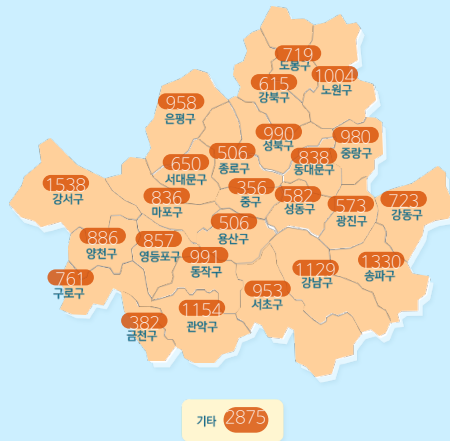 719
도봉구
1004
노원구
615
강북구
958
은평구
990
성북구
980
중랑구
506
종로구
838
동대문구
650
서대문구
1538
강서구
836
마포구
356
중구
582
성동구
573
광진구
723
강동구
506
용산구
886
양천구
857
영등포구
991
동작구
1330
송파구
1129
강남구
761
구로구
953
서초구
1154
관악구
382
금천구
기타 2875